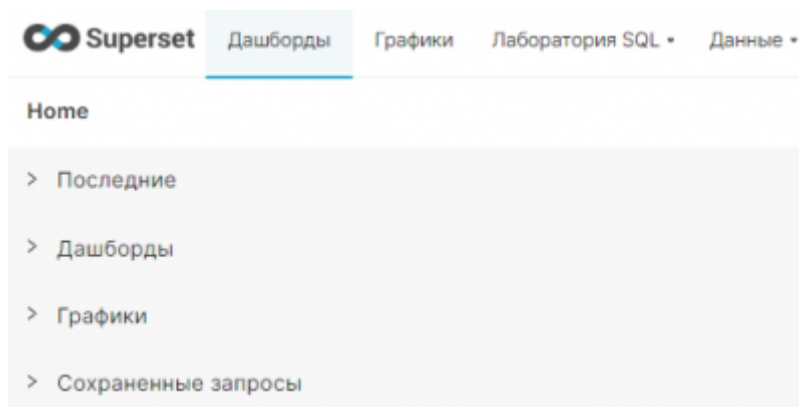 Superset Дашборды Графики Лаборатория SQL Данные
Home
Последние
Дашборды
Графики
Сохраненные запросы